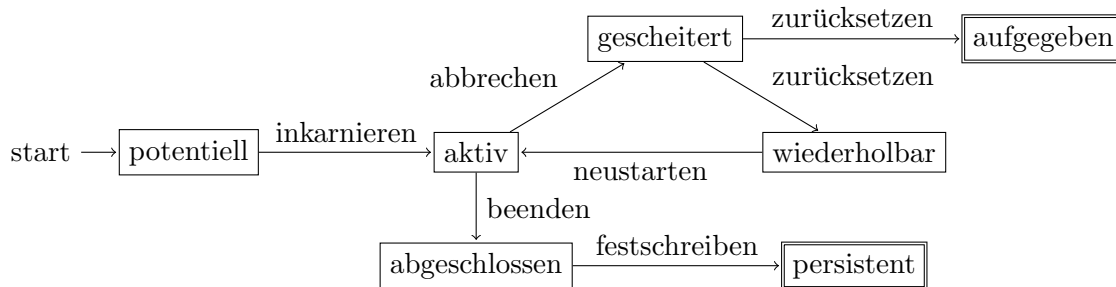 zurücksetzen
gescheitert
aufgegeben
abbrechen
zurücksetzen
start
potentiell
inkarnieren
aktiv
neustarten
wiederholbar
beenden
abgeschlossen
festschreiben
persistent